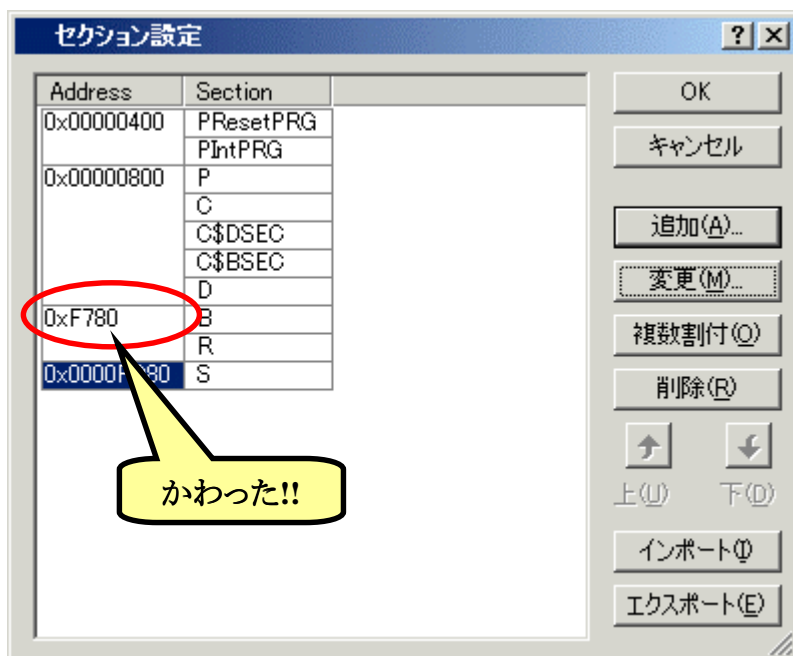 セクション設定
Address Section
0x00000400 PResetPRG
PIntPRG
0x00000800 P
C
C$DSEC
C$BSEC
D
0xF780 B
R
S
かわった!!
OK
キャンセル
追加(A)...
変更(M)...
複数割付(O)
削除(R)
上(U) 下(D)
インポート(I)
エクスポート(E)